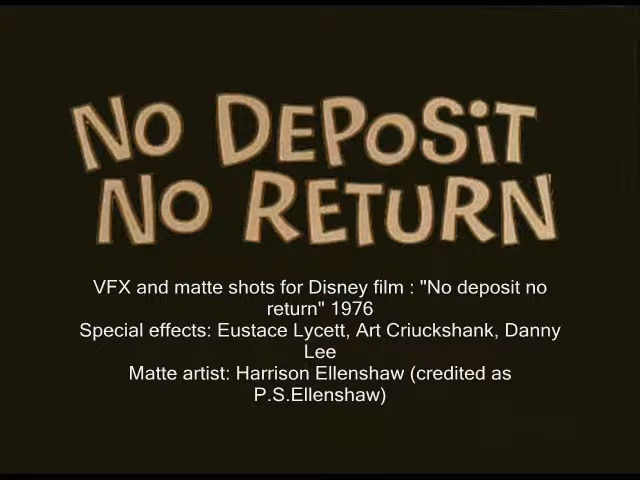 NO DEPOSiT
NO RETURN
VFX and matte shots for Disney film : "No deposit no
return" 1976
Special effects: Eustace Lycett, Art Criuckshank, Danny
Lee
Matte artist: Harrison Ellenshaw (credited as
P.S.Ellenshaw)